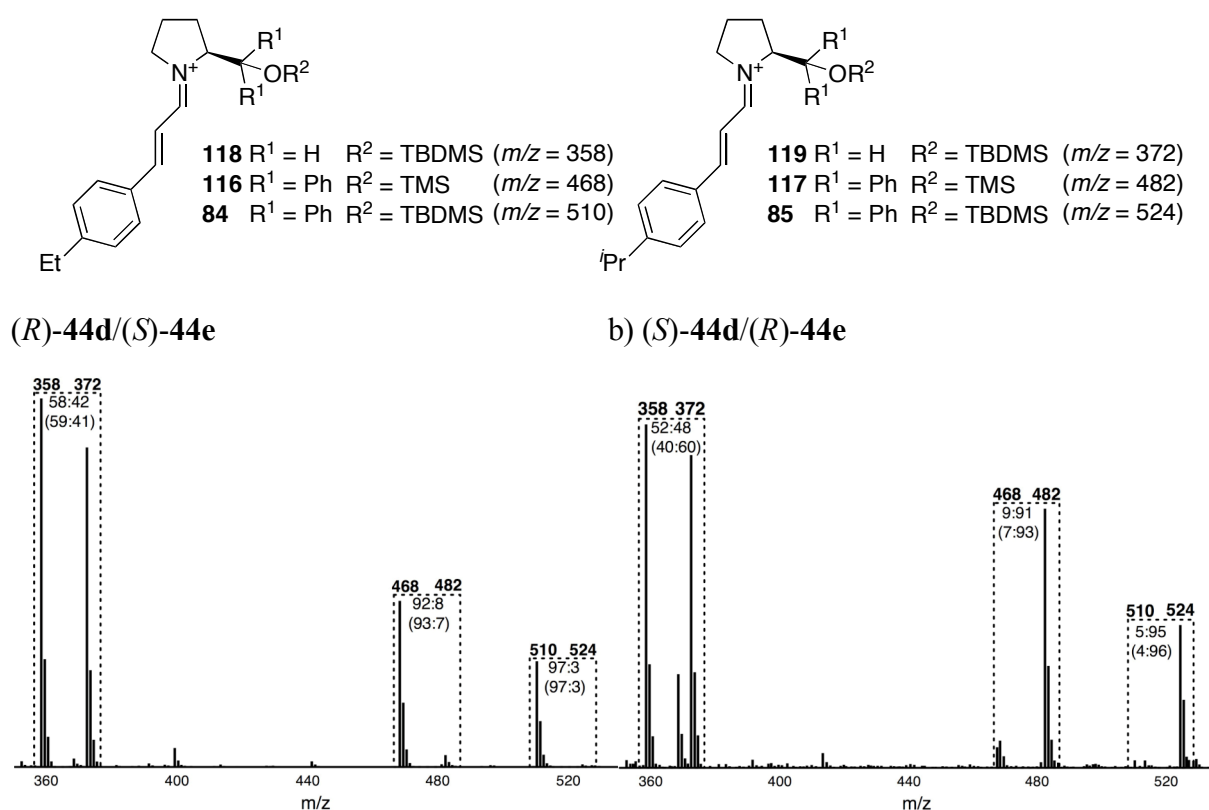 R¹
N⁺
OR²
R¹
118 R¹ = H R² = TBDMS (m/z = 358)
116 R¹ = Ph R² = TMS (m/z = 468)
84 R¹ = Ph R² = TBDMS (m/z = 510)
Et
R¹
N⁺
OR²
R¹
119 R¹ = H R² = TBDMS (m/z = 372)
117 R¹ = Ph R² = TMS (m/z = 482)
85 R¹ = Ph R² = TBDMS (m/z = 524)
ⁱPr
(R)-44d/(S)-44e
b) (S)-44d/(R)-44e
358 372
58:42
(59:41)
468 482
92:8
(93:7)
510 524
97:3
(97:3)
360 400 440 480 520
m/z
358 372
52:48
(40:60)
468 482
9:91
(7:93)
510 524
5:95
(4:96)
360 400 440 480 520
m/z